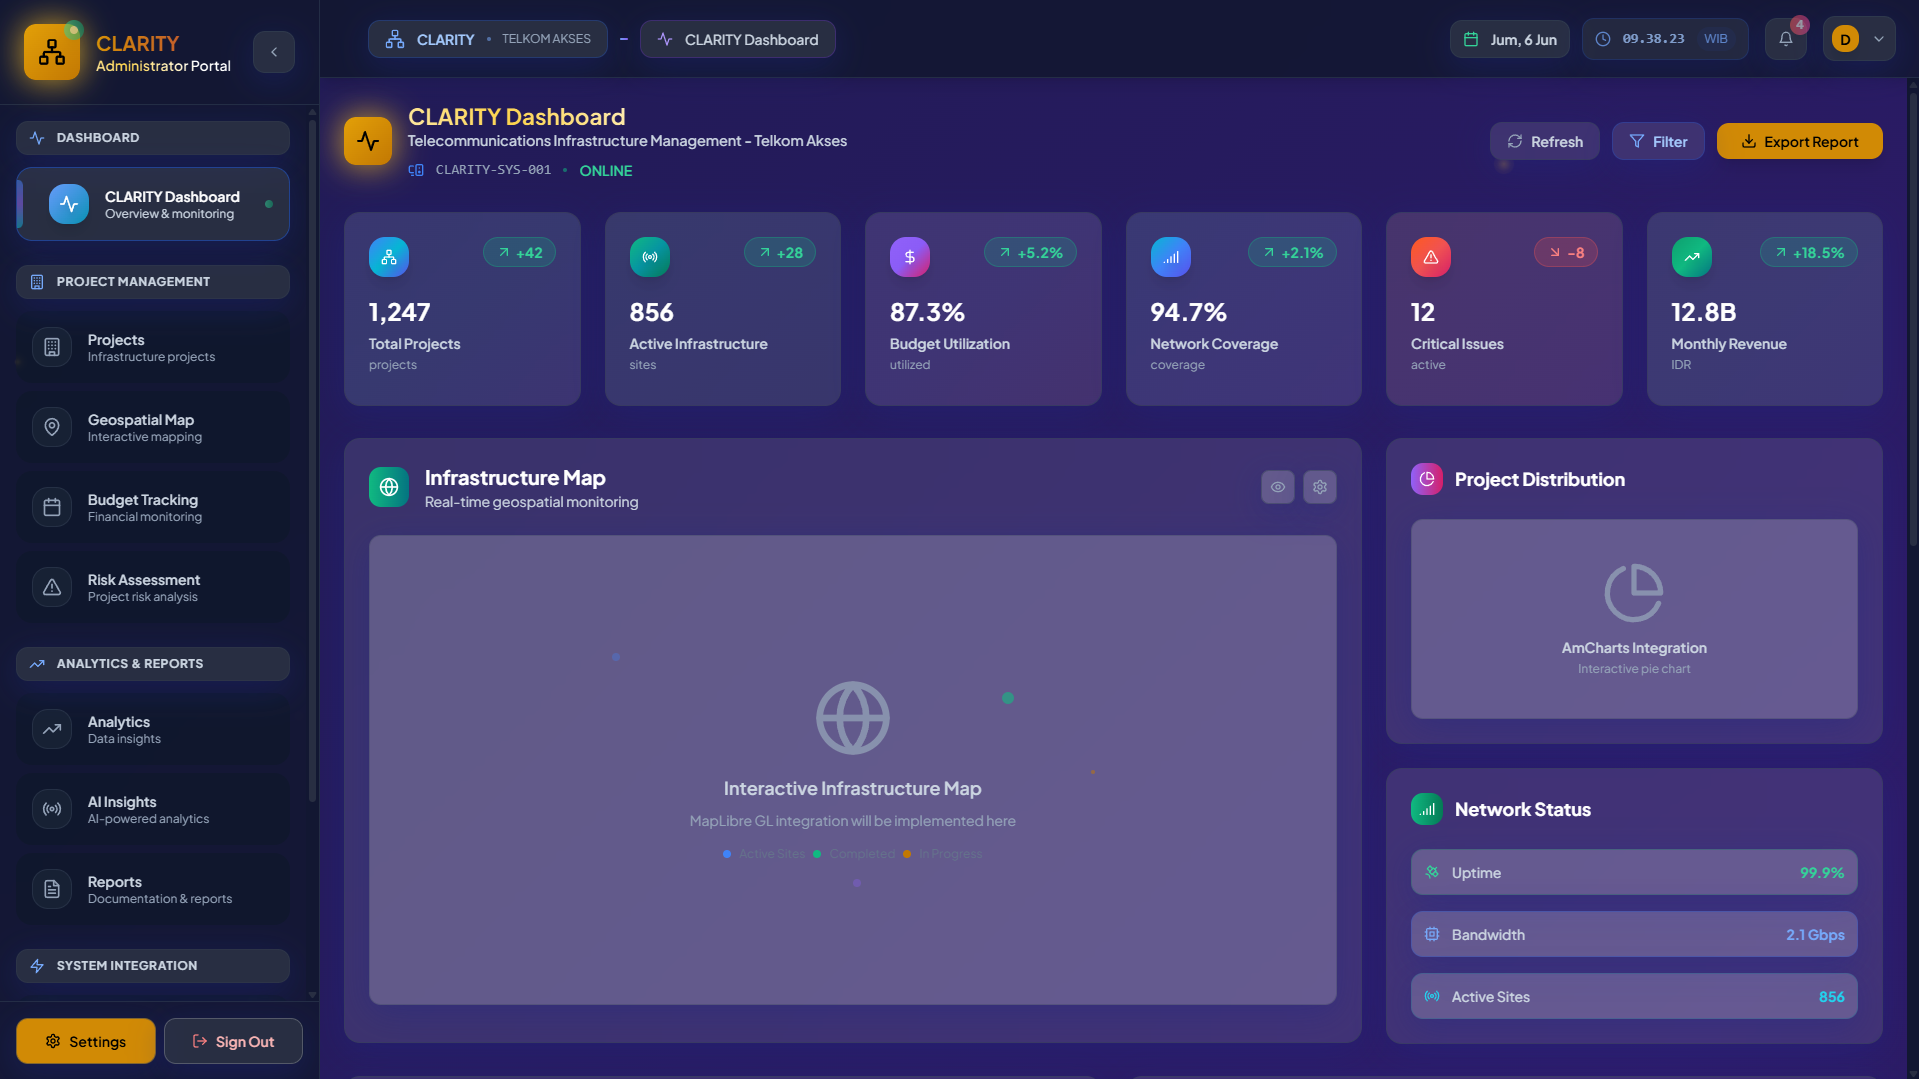 CLARITY
Administrator Portal
DASHBOARD
CLARITY Dashboard
Overview & monitoring
PROJECT MANAGEMENT
Projects
Infrastructure projects
Geospatial Map
Interactive mapping
Budget Tracking
Financial monitoring
Risk Assessment
Project risk analysis
ANALYTICS & REPORTS
Analytics
Data insights
AI Insights
AI-powered analytics
Reports
Documentation & reports
SYSTEM INTEGRATION
Settings
Sign Out
CLARITY • TELKOM AKSES – CLARITY Dashboard
Jum, 6 Jun
09.38.23 WIB
4
D
CLARITY Dashboard
Telecommunications Infrastructure Management - Telkom Akses
CLARITY-SYS-001 • ONLINE
Refresh
Filter
Export Report
+42
1,247
Total Projects
projects
+28
856
Active Infrastructure
sites
+5.2%
87.3%
Budget Utilization
utilized
+2.1%
94.7%
Network Coverage
coverage
-8
12
Critical Issues
active
+18.5%
12.8B
Monthly Revenue
IDR
Infrastructure Map
Real-time geospatial monitoring
Interactive Infrastructure Map
MapLibre GL integration will be implemented here
Active Sites Completed In Progress
Project Distribution
AmCharts Integration
Interactive pie chart
Network Status
Uptime 99.9%
Bandwidth 2.1 Gbps
Active Sites 856